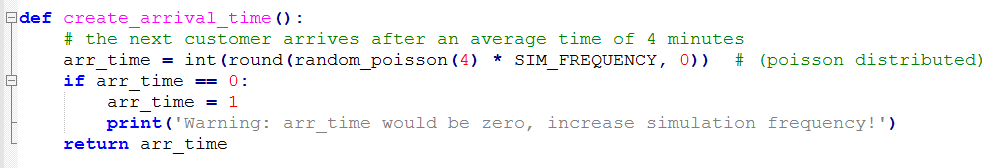 def create_arrival_time():
    # the next customer arrives after an average time of 4 minutes
    arr_time = int(round(random_poisson(4) * SIM_FREQUENCY, 0))  # (poisson distributed)
    if arr_time == 0:
        arr_time = 1
        print('Warning: arr_time would be zero, increase simulation frequency!')
    return arr_time